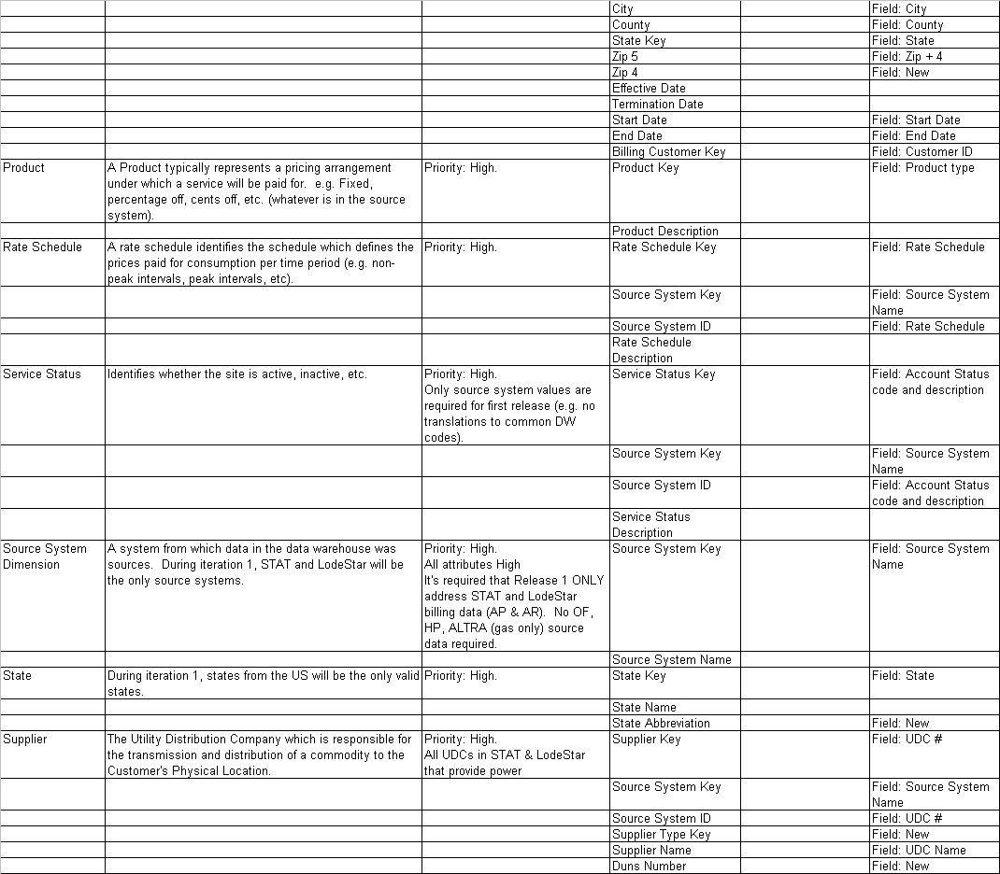 City Field: City
County Field: County
State Key Field: State
Zip 5 Field: Zip + 4
Zip 4 Field: New
Effective Date
Termination Date
Start Date Field: Start Date
End Date Field: End Date
Billing Customer Key Field: Customer ID
Product A Product typically represents a pricing arrangement Priority: High. Product Key Field: Product type
under which a service will be paid for. e.g. Fixed,
percentage off, cents off, etc. (whatever is in the source
system).
Product Description
Rate Schedule A rate schedule identifies the schedule which defines the Priority: High. Rate Schedule Key Field: Rate Schedule
prices paid for consumption per time period (e.g. non-
peak intervals, peak intervals, etc).
Source System Key Field: Source System
Name
Source System ID Field: Rate Schedule
Rate Schedule
Description
Service Status Identifies whether the site is active, inactive, etc. Priority: High. Service Status Key Field: Account Status
Only source system values are code and description
required for first release (e.g. no
translations to common DW
codes).
Source System Key Field: Source System
Name
Source System ID Field: Account Status
code and description
Service Status
Description
Source System A system from which data in the data warehouse was Priority: High. Source System Key Field: Source System
Dimension sources. During iteration 1, STAT and LodeStar will be All attributes High Name
the only source systems. It's required that Release 1 ONLY
address STAT and LodeStar
billing data (AP & AR). No OF,
HP, ALTRA (gas only) source
data required.
Source System Name
State During iteration 1, states from the US will be the only valid Priority: High. State Key Field: State
states.
State Name
State Abbreviation Field: New
Supplier The Utility Distribution Company which is responsible for Priority: High. Supplier Key Field: UDC #
the transmission and distribution of a commodity to the All UDCs in STAT & LodeStar
Customer's Physical Location. that provide power
Source System Key Field: Source System
Name
Source System ID Field: UDC #
Supplier Type Key Field: New
Supplier Name Field: UDC Name
Duns Number Field: New